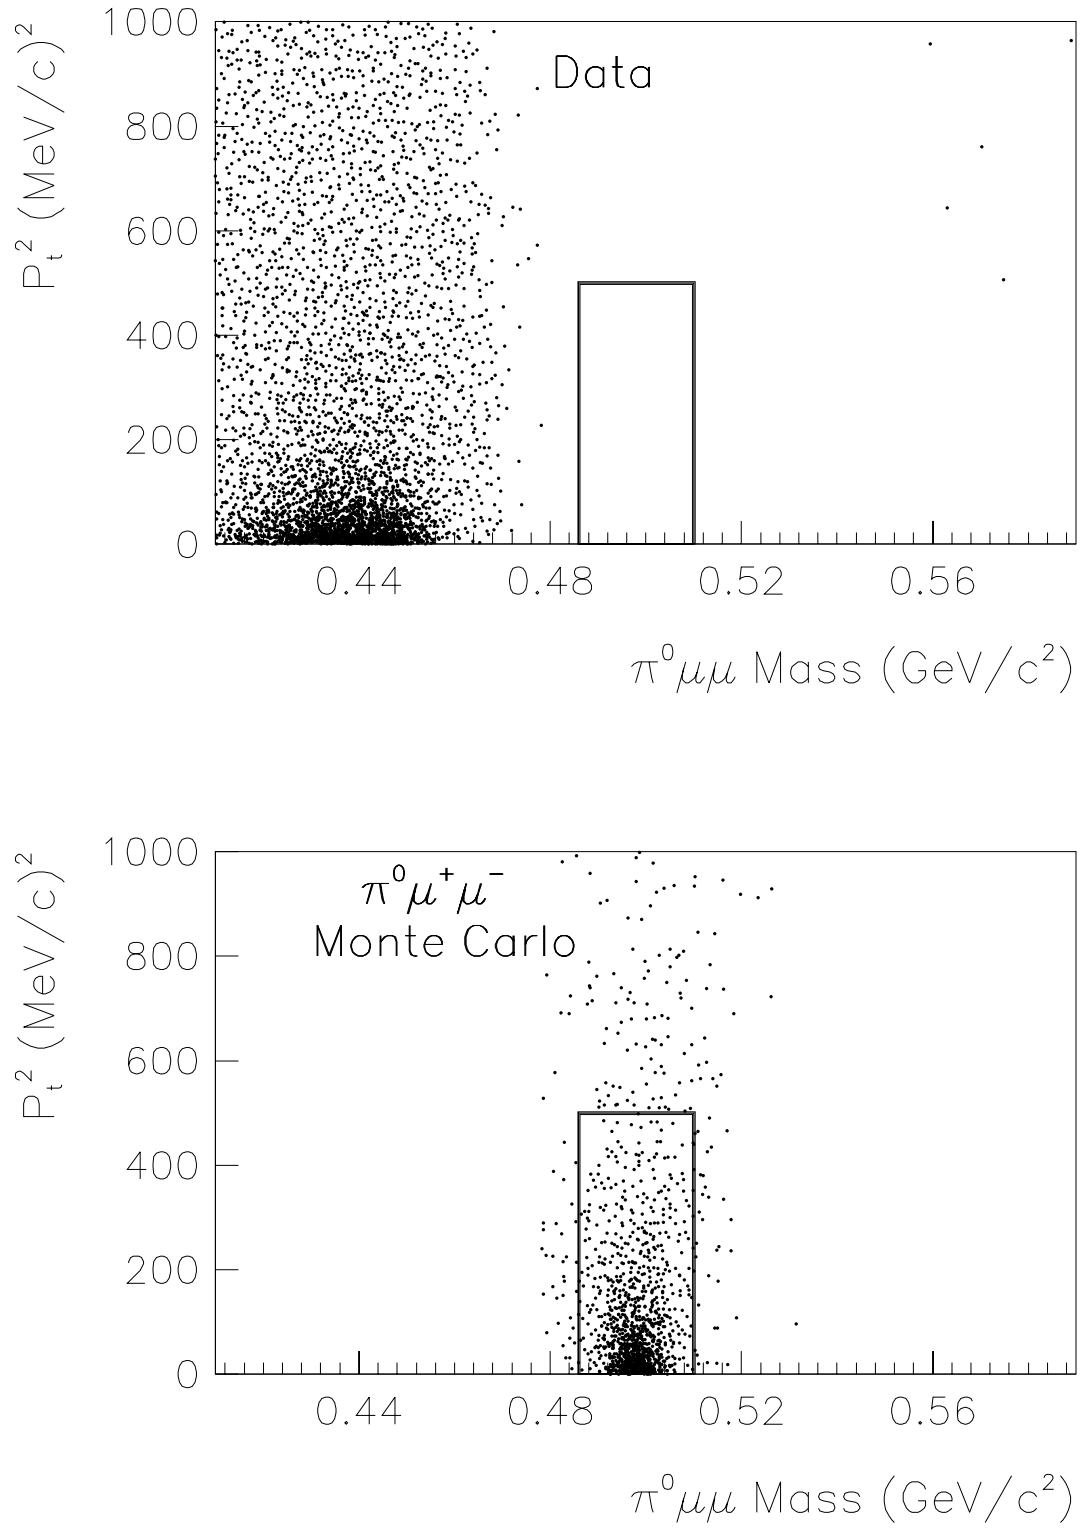 Data
P_t^2 (MeV/c)^2
1000
800
600
400
200
0
0.44 0.48 0.52 0.56
π^0μμ Mass (GeV/c^2)
π^0μ^+μ^-
Monte Carlo
P_t^2 (MeV/c)^2
1000
800
600
400
200
0
0.44 0.48 0.52 0.56
π^0μμ Mass (GeV/c^2)